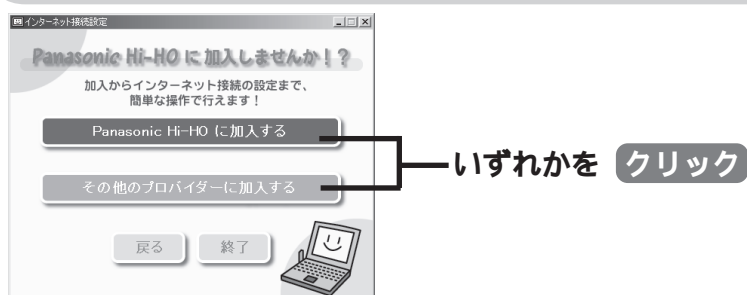 インターネット接続設定
Panasonic Hi-HO に加入しませんか！？
加入からインターネット接続の設定まで、
簡単な操作で行えます！
Panasonic Hi-HO に加入する
その他のプロバイダーに加入する
戻る 終了
いずれかを クリック